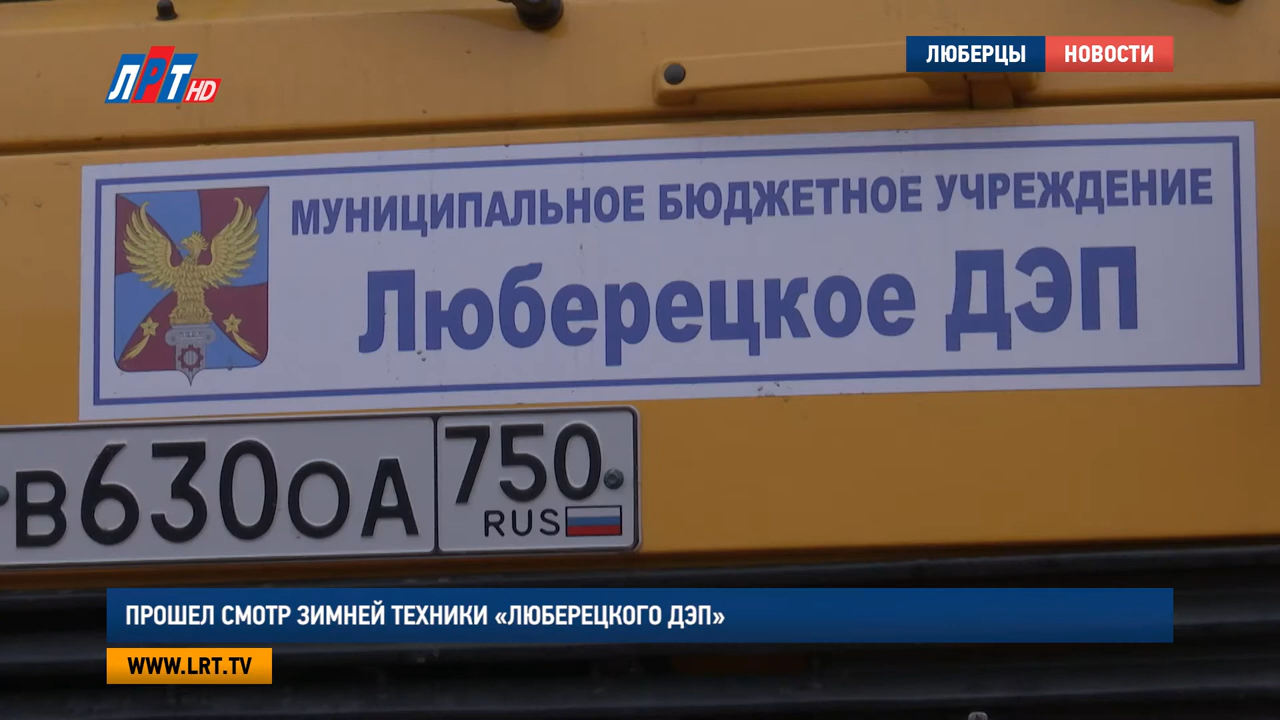 ЛРТ HD
ЛЮБЕРЦЫ НОВОСТИ
МУНИЦИПАЛЬНОЕ БЮДЖЕТНОЕ УЧРЕЖДЕНИЕ
Люберецкое ДЭП
В630ОА 750
RUS
ПРОШЕЛ СМОТР ЗИМНЕЙ ТЕХНИКИ «ЛЮБЕРЕЦКОГО ДЭП»
WWW.LRT.TV